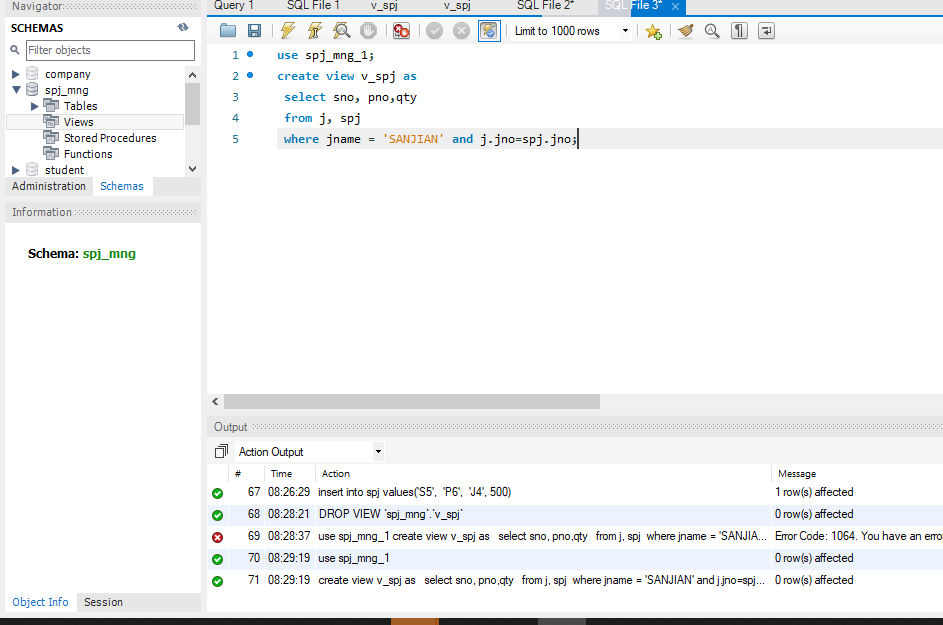 Navigator
SCHEMAS
Filter objects
company
spj_mng
Tables
Views
Stored Procedures
Functions
student
Administration Schemas
Information
Schema: spj_mng
Object Info Session
Query 1 SQL File 1 v_spj v_spj SQL File 2* SQL File 3*
Limit to 1000 rows
1 use spj_mng_1;
2 create view v_spj as
3 select sno, pno,qty
4 from j, spj
5 where jname = 'SANJIAN' and j.jno=spj.jno;
Output
Action Output
# Time Action Message
67 08:26:29 insert into spj values('S5', 'P6', 'J4', 500) 1 row(s) affected
68 08:28:21 DROP VIEW `spj_mng`.`v_spj` 0 row(s) affected
69 08:28:37 use spj_mng_1 create view v_spj as select sno, pno,qty from j, spj where jname = 'SANJIA... Error Code: 1064. You have an erro
70 08:29:19 use spj_mng_1 0 row(s) affected
71 08:29:19 create view v_spj as select sno, pno,qty from j, spj where jname = 'SANJIAN' and j.jno=spj... 0 row(s) affected